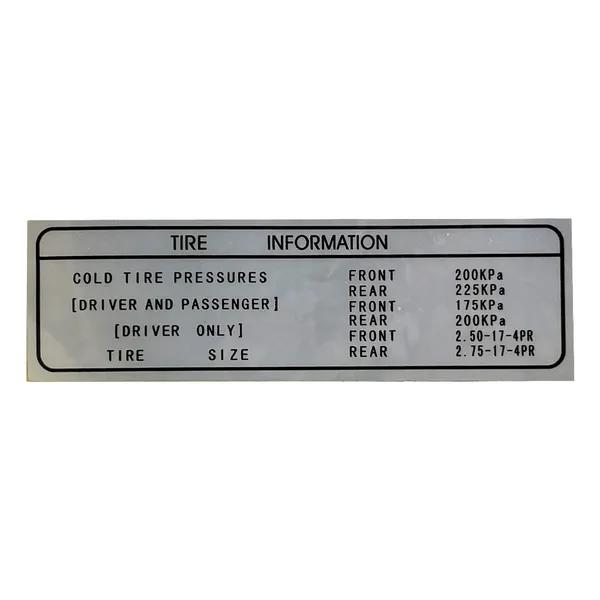 TIRE INFORMATION
COLD TIRE PRESSURES FRONT 200KPa
REAR 225KPa
[DRIVER AND PASSENGER] FRONT 175KPa
REAR 200KPa
[DRIVER ONLY] FRONT 2.50-17-4PR
TIRE SIZE REAR 2.75-17-4PR